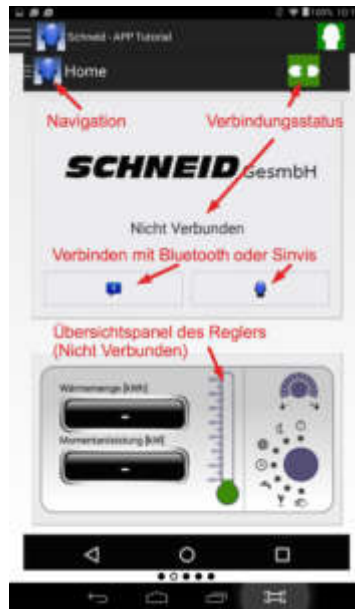 Schneid - APP Tutorial
Home
Navigation
Verbindungsstatus
SCHNEID GesmbH
Nicht Verbunden
Verbinden mit Bluetooth oder Sinvis
Übersichtspanel des Reglers
(Nicht Verbunden)
Wärmemenge [kWh]
-
Momentanleistung [kW]
-